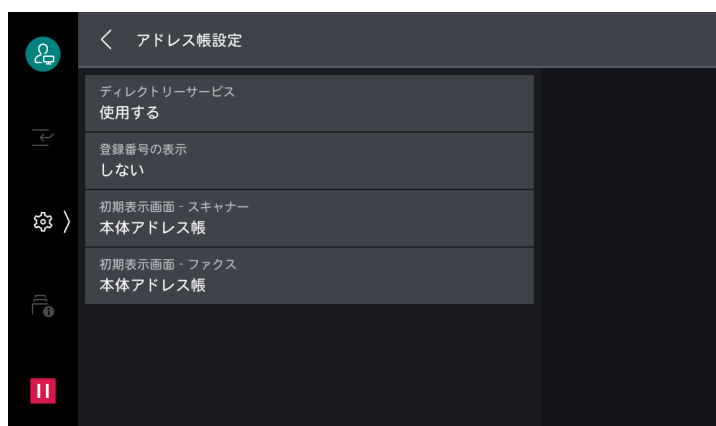 アドレス帳設定
ディレクトリーサービス
使用する
登録番号の表示
しない
初期表示画面 - スキャナー
本体アドレス帳
初期表示画面 - ファクス
本体アドレス帳